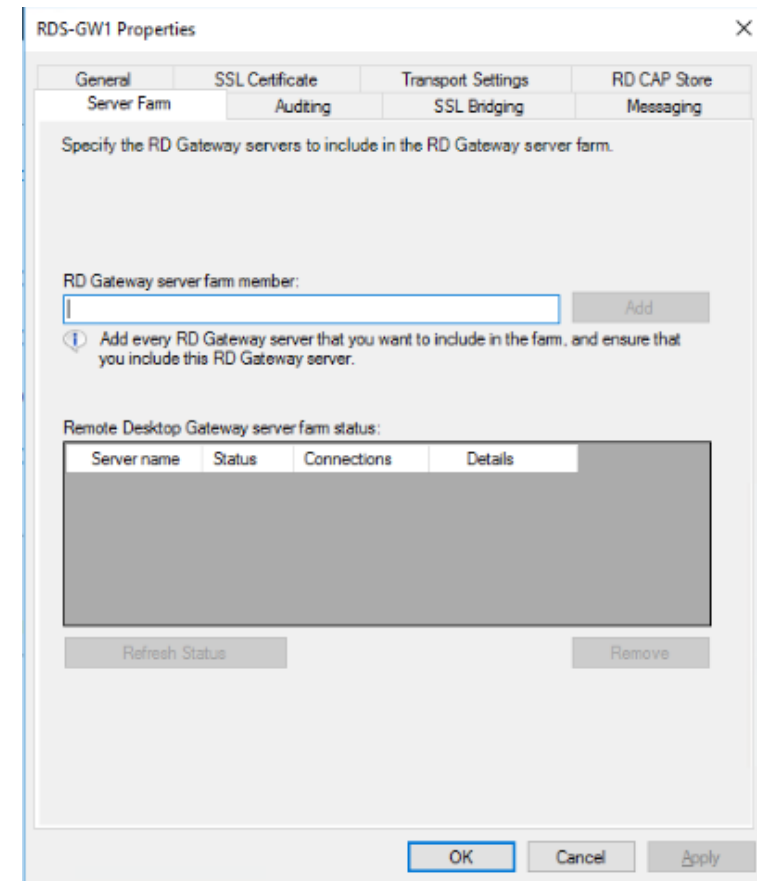 RDS-GW1 Properties
General SSL Certificate Transport Settings RD CAP Store
Server Farm Auditing SSL Bridging Messaging
Specify the RD Gateway servers to include in the RD Gateway server farm.
RD Gateway server farm member:
Add
Add every RD Gateway server that you want to include in the farm, and ensure that
you include this RD Gateway server.
Remote Desktop Gateway server farm status:
Server name Status Connections Details
Refresh Status Remove
OK Cancel Apply